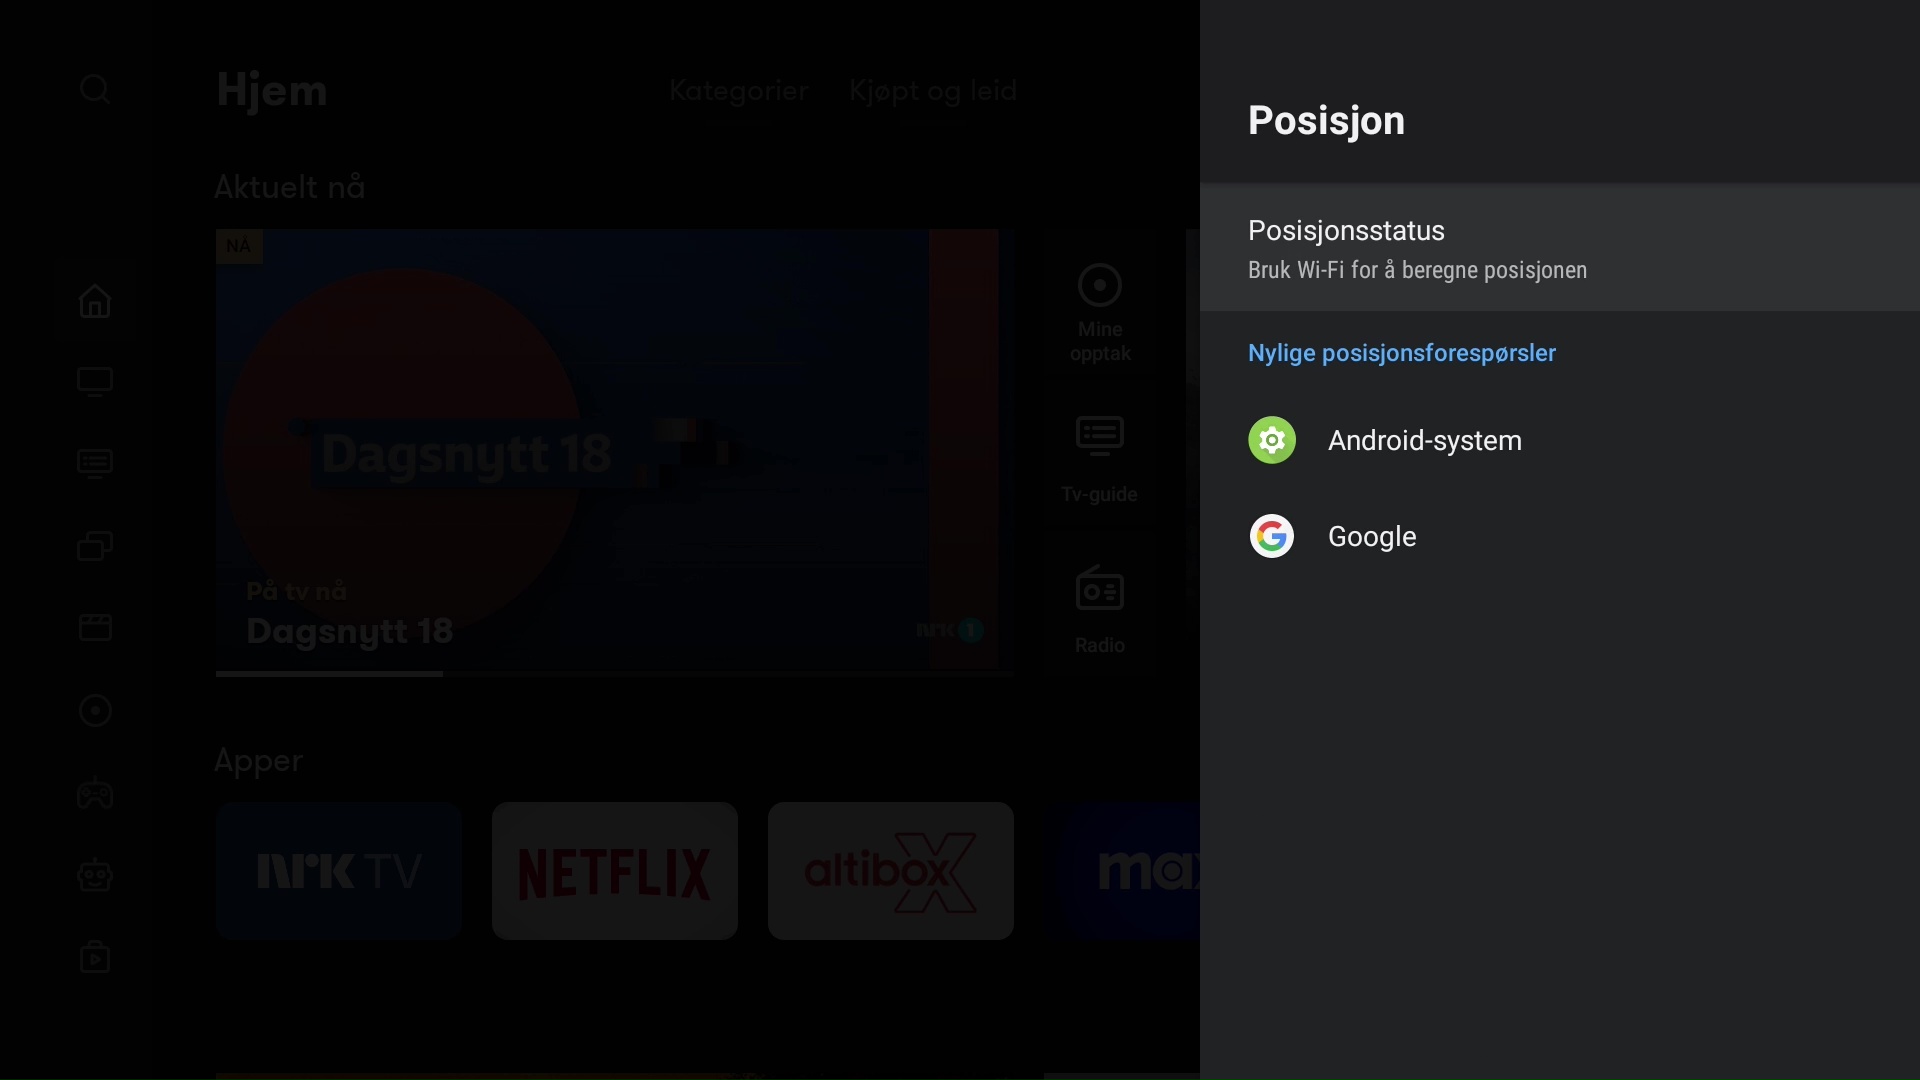 Hjem
Kategorier
Kjøpt og leid
Aktuelt nå
NÅ
Dagsnytt 18
På tv nå
Dagsnytt 18
nrk 1
Mine
opptak
Tv-guide
Radio
Apper
NRK TV
NETFLIX
altibox X
max
Posisjon
Posisjonsstatus
Bruk Wi-Fi for å beregne posisjonen
Nylige posisjonsforespørsler
Android-system
Google